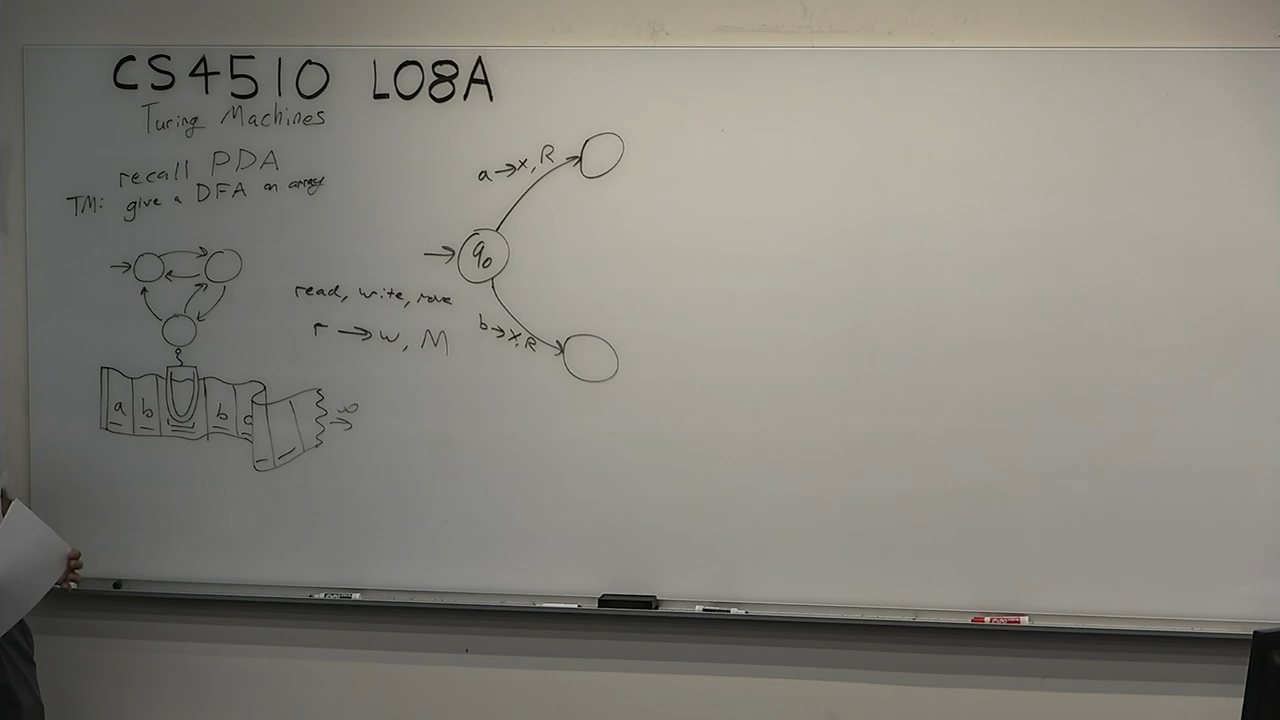 CS4510 L08A
Turing Machines
recall PDA
TM: give a DFA an array
read, write, move
r → w, M
a b b
∞
a→x, R
q₀
b→x, R